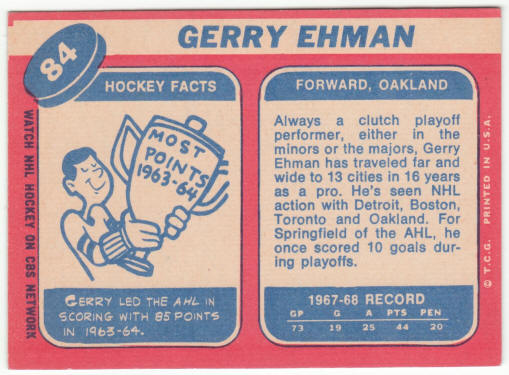 84
GERRY EHMAN
HOCKEY FACTS
MOST
POINTS
1963-64
GERRY LED THE AHL IN
SCORING WITH 85 POINTS
IN 1963-64.
FORWARD, OAKLAND
Always a clutch playoff
performer, either in the
minors or the majors, Gerry
Ehman has traveled far and
wide to 13 cities in 16 years
as a pro. He's seen NHL
action with Detroit, Boston,
Toronto and Oakland. For
Springfield of the AHL, he
once scored 10 goals dur-
ing playoffs.
1967-68 RECORD
GP G A PTS PEN
73 19 25 44 20
WATCH NHL HOCKEY ON CBS NETWORK
© T.C.G. PRINTED IN U.S.A.